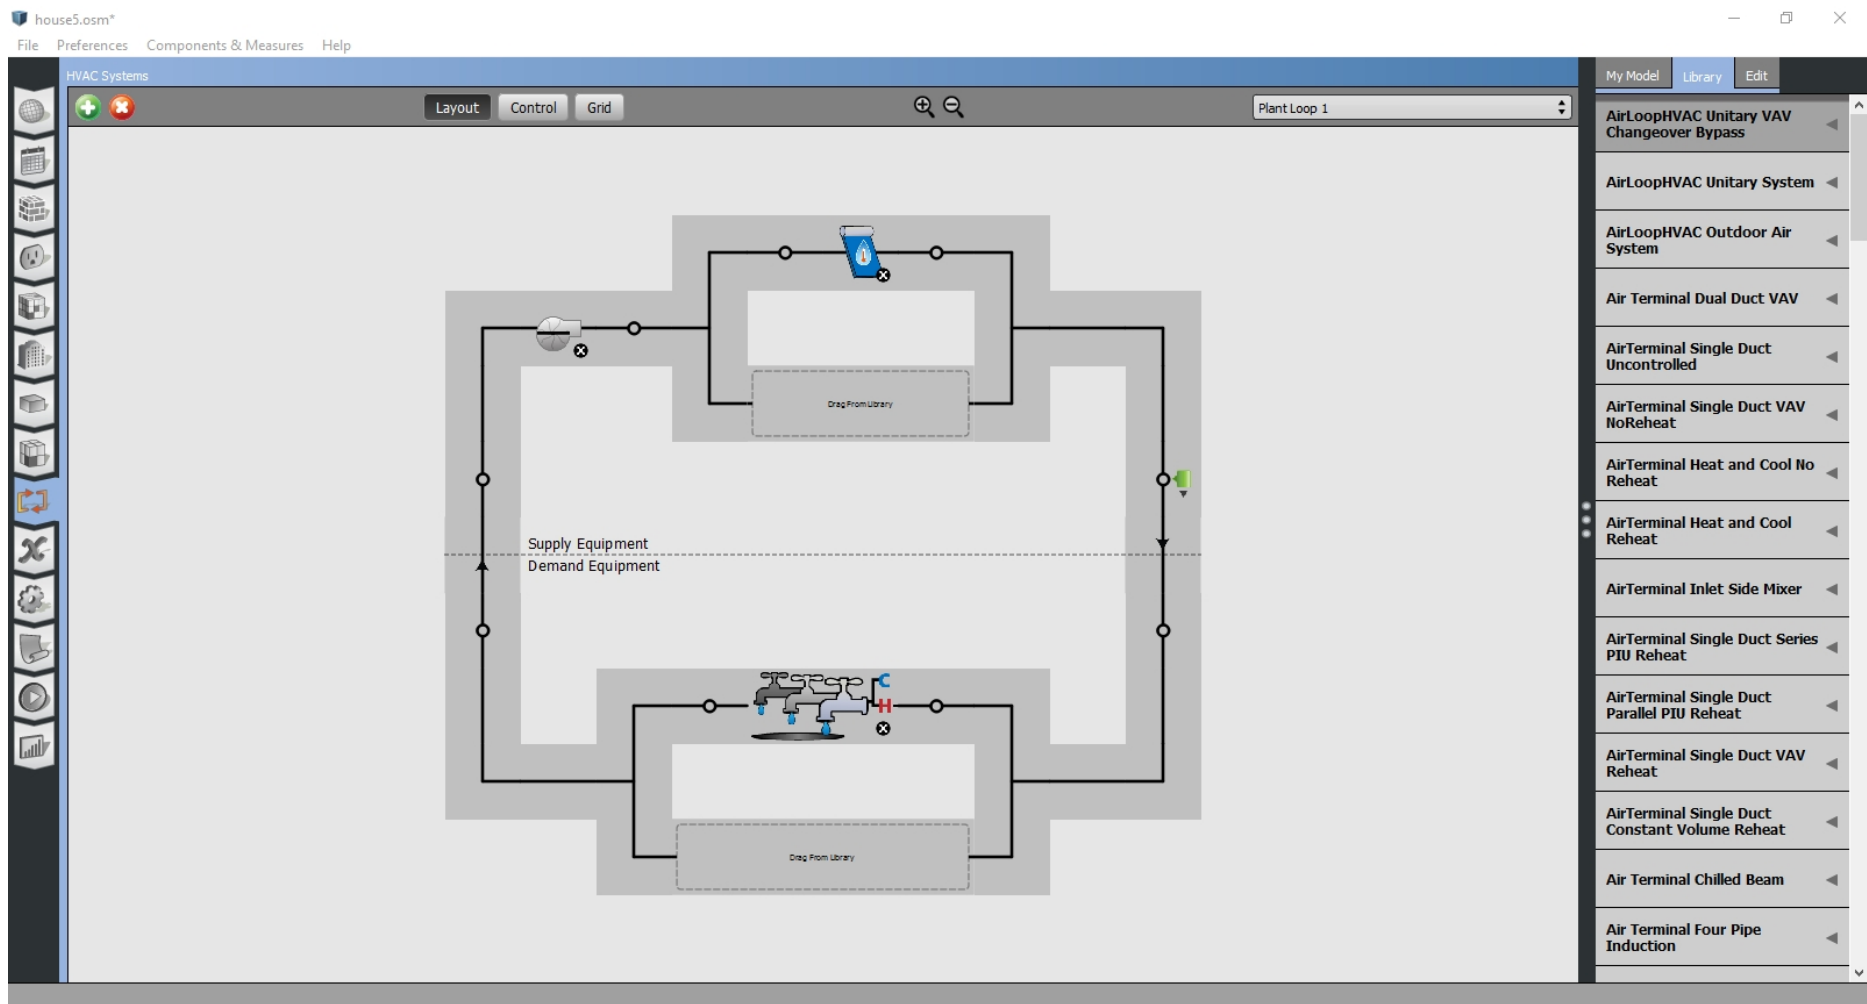 house5.osm*
File Preferences Components & Measures Help
HVAC Systems
Layout Control Grid
Plant Loop 1
Drag From Library
Supply Equipment
Demand Equipment
C
H
Drag From Library
My Model Library Edit
AirLoopHVAC Unitary VAV
Changeover Bypass
AirLoopHVAC Unitary System
AirLoopHVAC Outdoor Air
System
Air Terminal Dual Duct VAV
AirTerminal Single Duct
Uncontrolled
AirTerminal Single Duct VAV
NoReheat
AirTerminal Heat and Cool No
Reheat
AirTerminal Heat and Cool
Reheat
AirTerminal Inlet Side Mixer
AirTerminal Single Duct Series
PIU Reheat
AirTerminal Single Duct
Parallel PIU Reheat
AirTerminal Single Duct VAV
Reheat
AirTerminal Single Duct
Constant Volume Reheat
Air Terminal Chilled Beam
Air Terminal Four Pipe
Induction